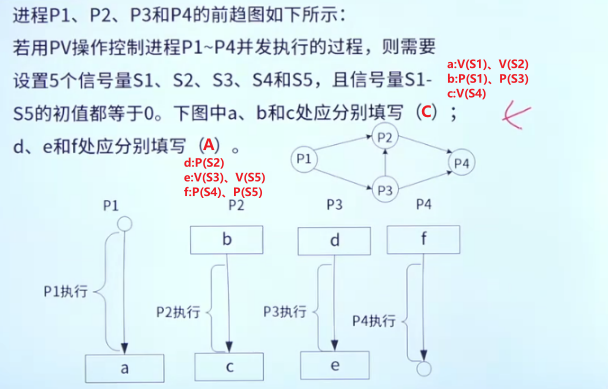 进程P1、P2、P3和P4的前趋图如下所示：
若用PV操作控制进程P1~P4并发执行的过程，则需要
设置5个信号量S1、S2、S3、S4和S5，且信号量S1-
S5的初值都等于0。下图中a、b和c处应分别填写（C）；
d、e和f处应分别填写（A）。
a:V(S1)、V(S2)
b:P(S1)、P(S3)
c:V(S4)
d:P(S2)
e:V(S3)、V(S5)
f:P(S4)、P(S5)
P1
P2
P3
P4
P1 P2 P3 P4
b d f
P1执行 P2执行 P3执行 P4执行
a c e